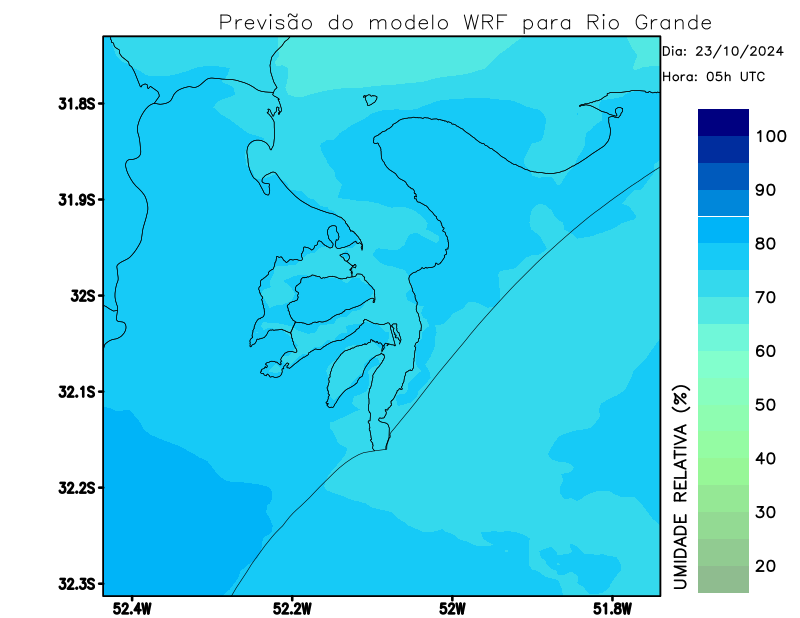 Previsão do modelo WRF para Rio Grande
Dia: 23/10/2024
Hora: 05h UTC
31.8S
31.9S
32S
32.1S
32.2S
32.3S
52.4W
52.2W
52W
51.8W
UMIDADE RELATIVA (%)
100
90
80
70
60
50
40
30
20